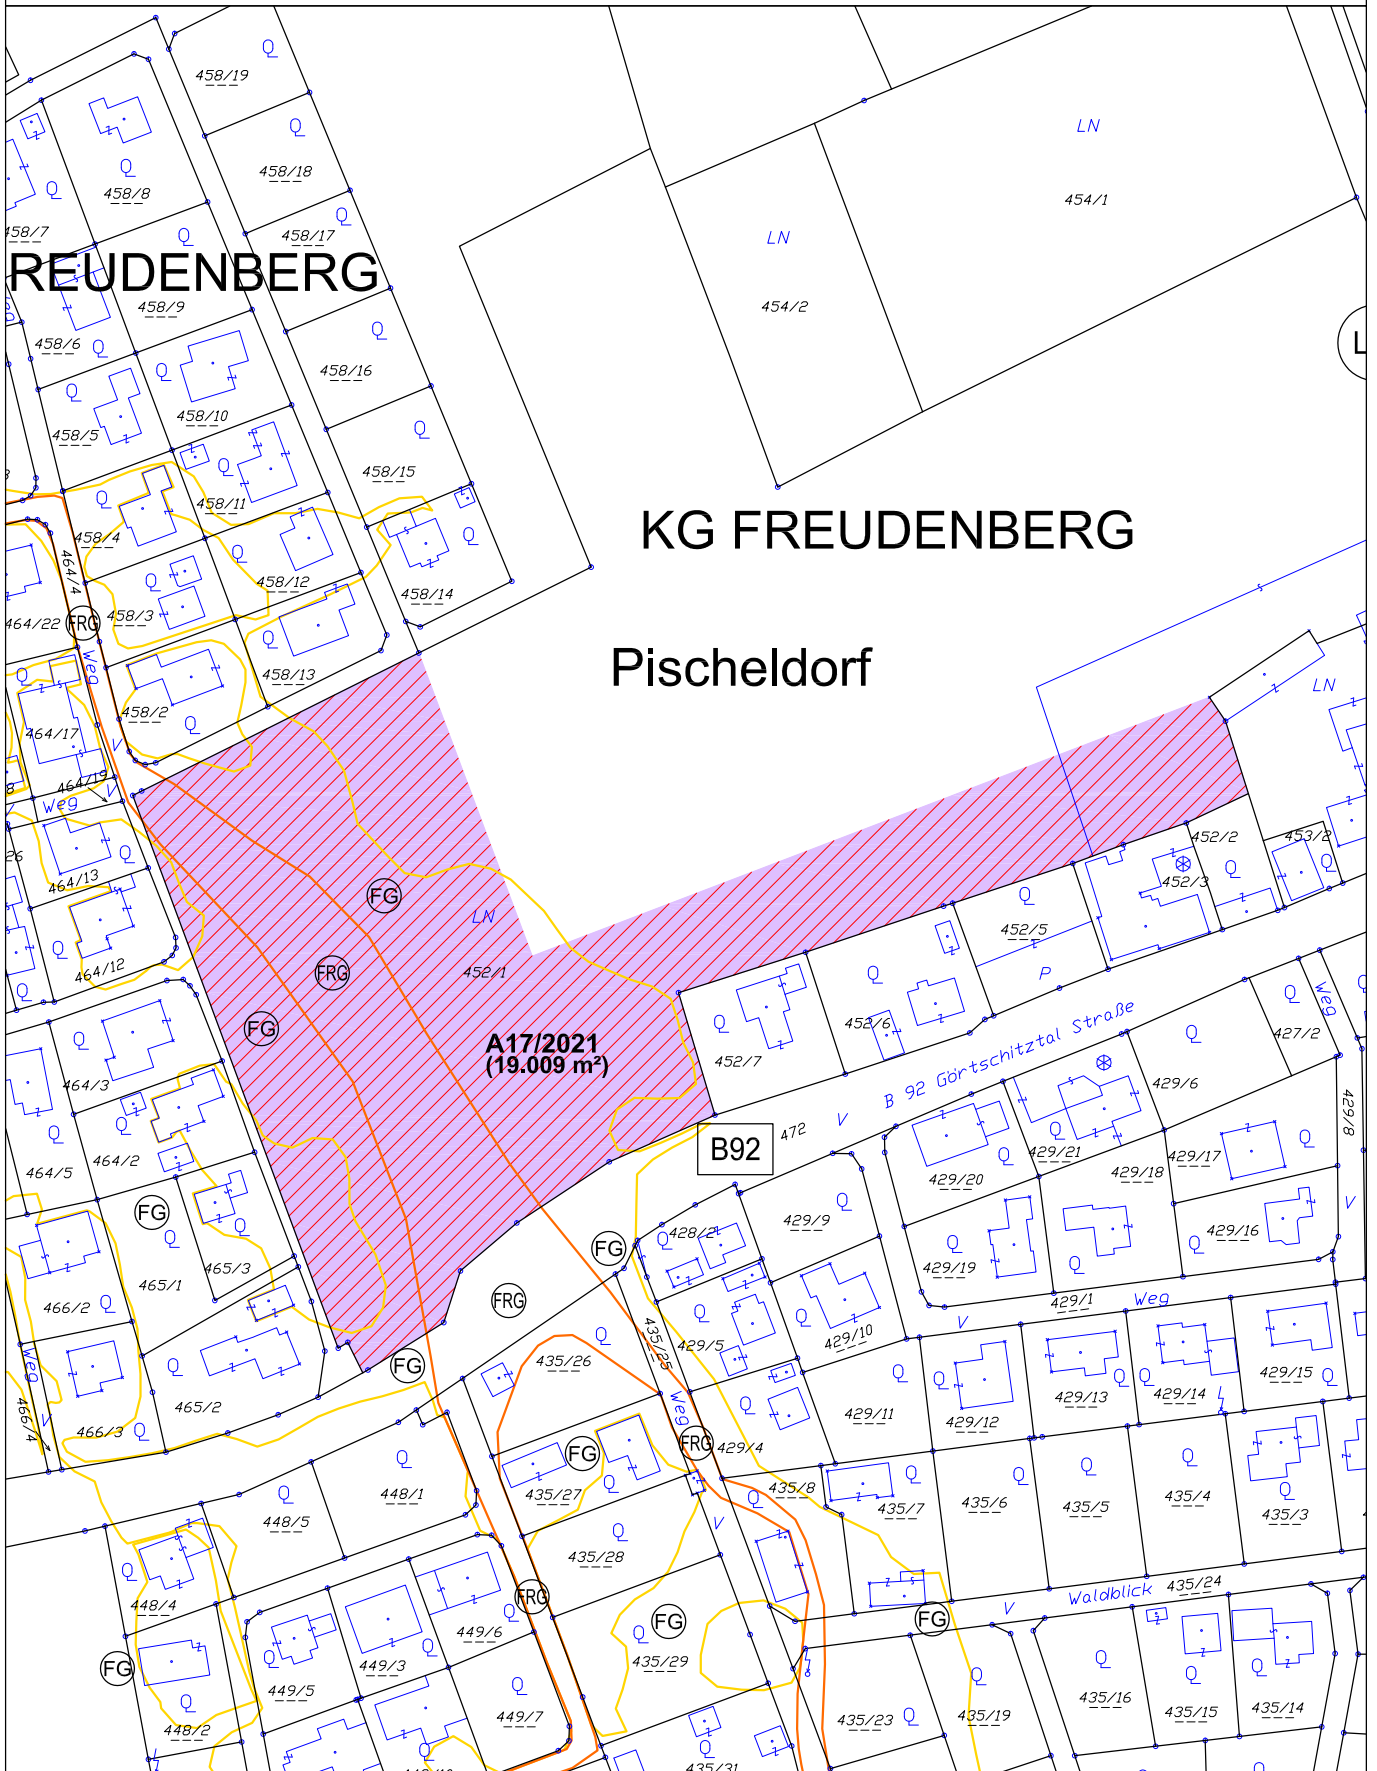 458/19
Q
LN
458/18
Q
458/8
Q
454/1
458/7
Q
458/17
Q
LN
REUDENBERG
458/9
Q
454/2
458/6
Q
458/16
Q
L
458/10
Q
458/5
Q
458/15
Q
458/11
Q
KG FREUDENBERG
458/4
Q
464/4
458/12
Q
458/14
Q
464/22
FRG
458/3
Q
Pischeldorf
Weg
458/13
Q
LN
458/2
Q
464/17
Q
V
464/19
V
Weg
452/2
453/2
Q
Q
26
464/13
Q
452/3
FG
LN
Q
452/5
464/12
Q
FRG
452/1
Q
P
Weg
Q
FG
Q
452/6
B 92 Görtschitztal Straße
Q
427/2
A17/2021
(19.009 m²)
452/7
464/3
Q
429/6
Q
429/8
472
V
B92
464/5
Q
464/2
Q
429/21
429/18
429/17
Q
429/20
Q
FG
465/1
Q
465/3
Q
428/2
Q
429/9
Q
429/16
Q
V
FG
429/19
Q
Q
466/2
Q
FRG
429/1
Weg
V
435/25
429/5
Q
429/10
Q
Weg
435/26
Q
FG
429/15
Q
465/2
Q
429/13
Q
429/14
Q
466/4
V
466/3
Q
Weg
429/11
Q
429/12
Q
FRG
429/4
FG
448/1
Q
435/27
Q
435/8
Q
435/7
Q
435/6
Q
435/5
Q
435/4
Q
435/3
Q
448/5
Q
V
435/28
Q
448/4
Q
FRG
Waldblick
435/24
V
FG
449/6
Q
FG
Q
435/29
FG
449/3
Q
449/5
Q
448/2
Q
449/7
Q
435/23
Q
435/19
Q
435/16
Q
435/15
Q
435/14
Q
435/31
Q